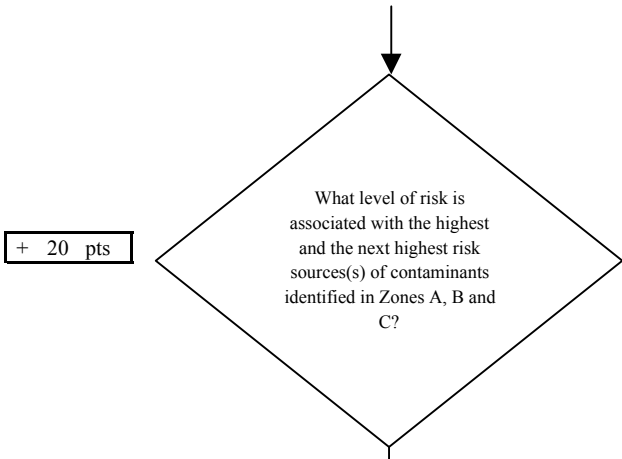 What level of risk is
associated with the highest
and the next highest risk
sources(s) of contaminants
identified in Zones A, B and
C?
+ 20 pts